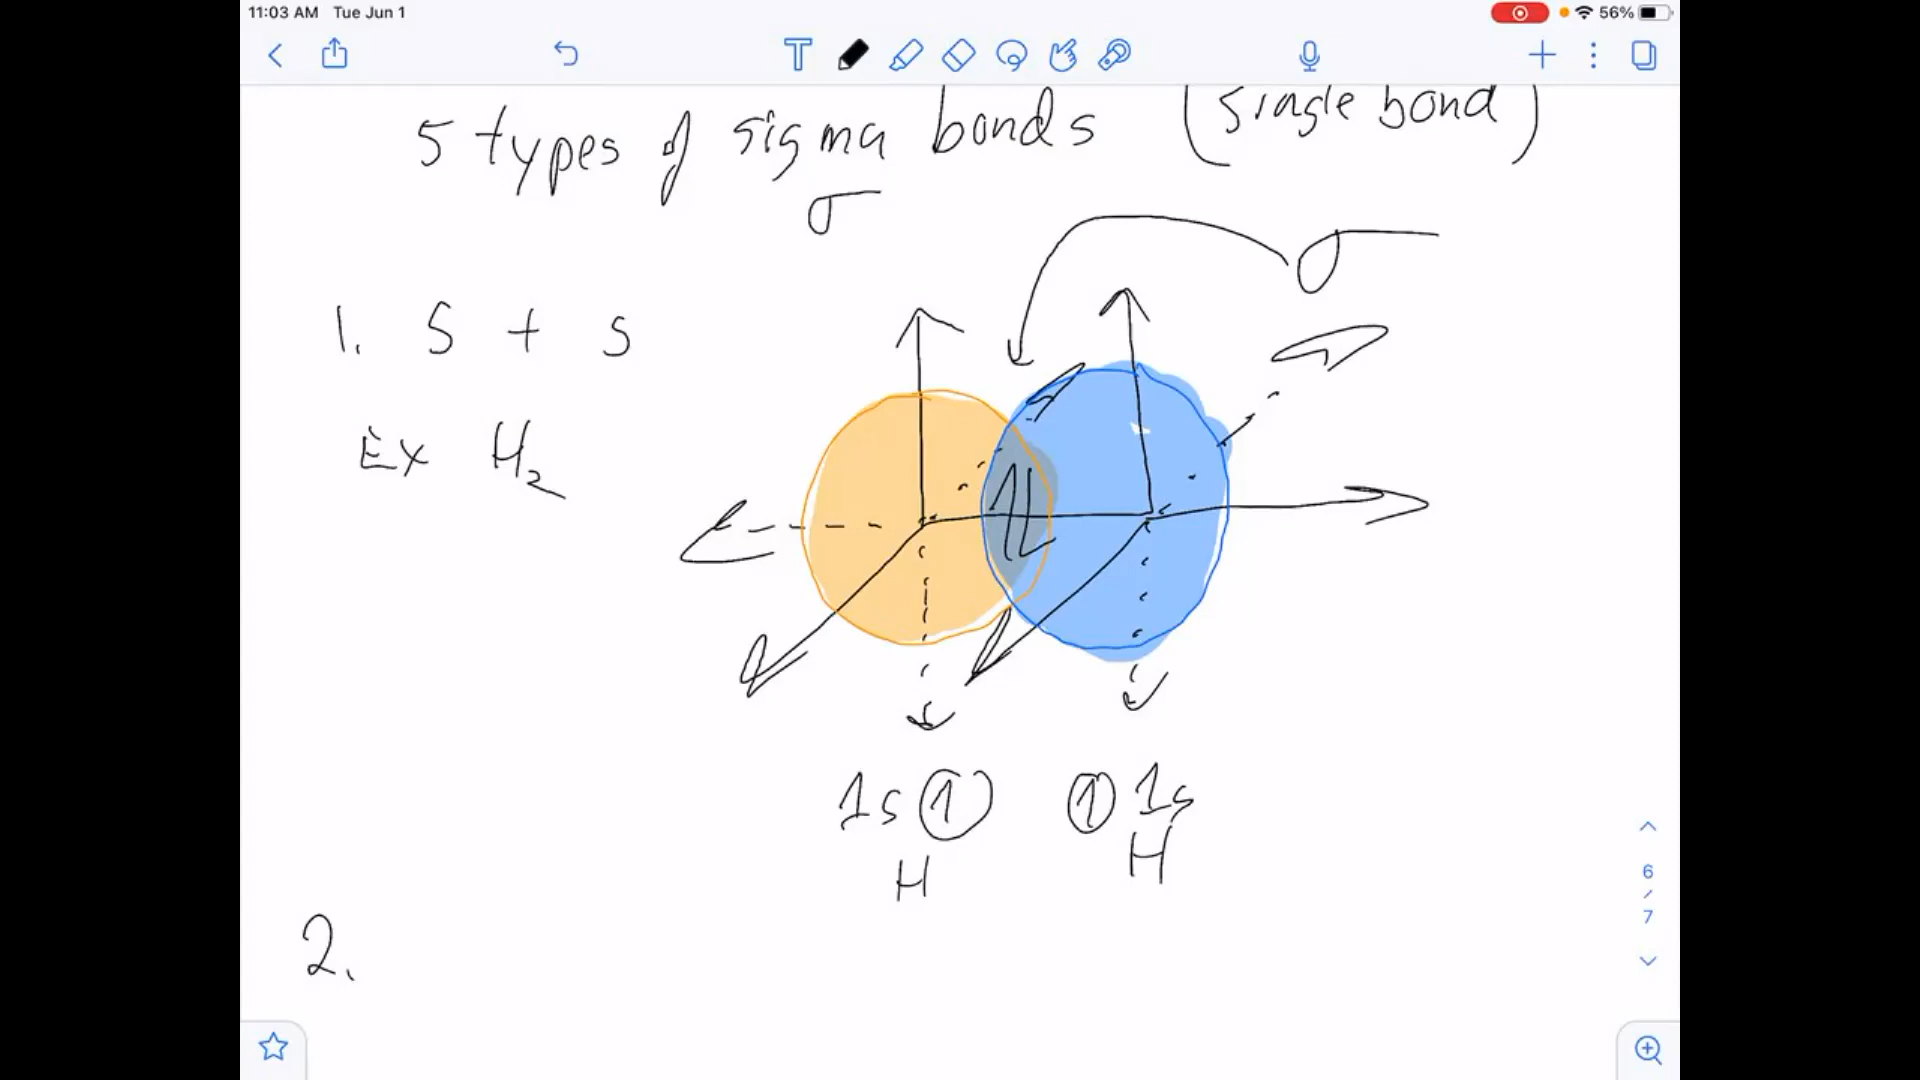 11:03 AM Tue Jun 1
56%
T
5 types of sigma bonds (single bond)
σ
σ
1. S + S
Ex H₂
1s 1 1 1s
H H
2.
6
/
7